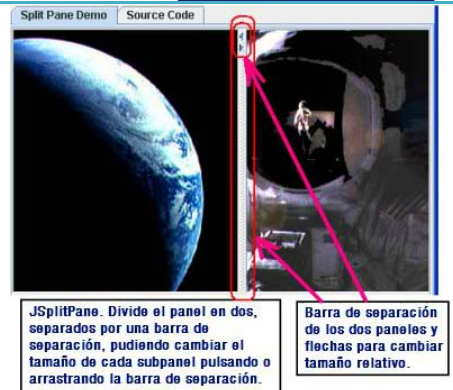 Split Pane Demo
Source Code
JSplitPane. Divide el panel en dos,
separados por una barra de
separación, pudiendo cambiar el
tamaño de cada subpanel pulsando o
arrastrando la barra de separación.
Barra de separación
de los dos paneles y
flechas para cambiar
tamaño relativo.